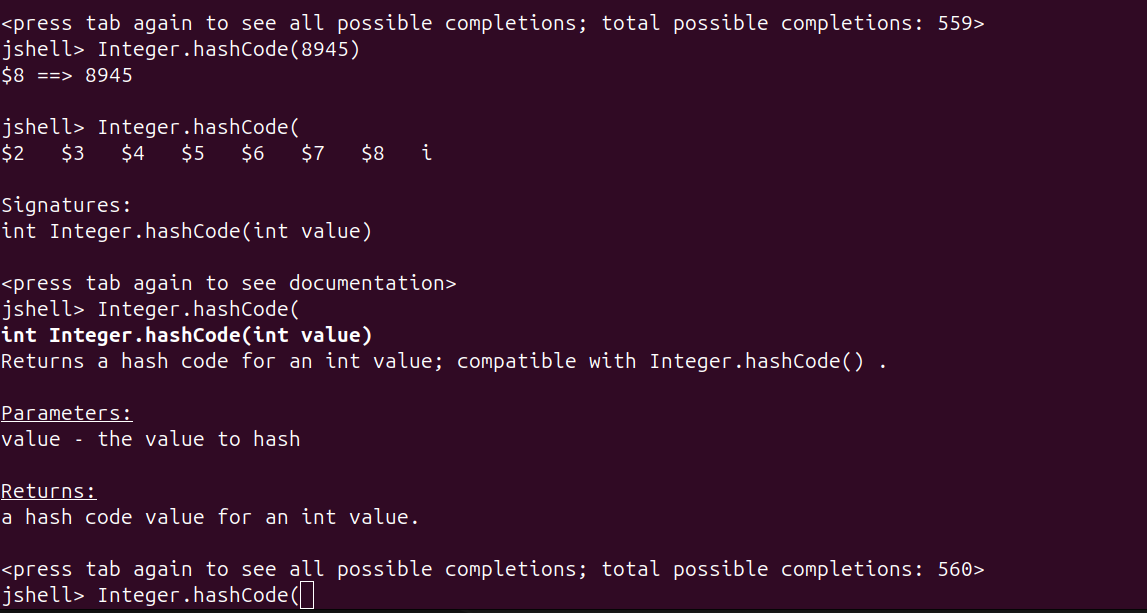 <press tab again to see all possible completions; total possible completions: 559>
jshell> Integer.hashCode(8945)
$8 ==> 8945
jshell> Integer.hashCode(
$2   $3   $4   $5   $6   $7   $8   i
Signatures:
int Integer.hashCode(int value)
<press tab again to see documentation>
jshell> Integer.hashCode(
int Integer.hashCode(int value)
Returns a hash code for an int value; compatible with Integer.hashCode() .
Parameters:
value - the value to hash
Returns:
a hash code value for an int value.
<press tab again to see all possible completions; total possible completions: 560>
jshell> Integer.hashCode(